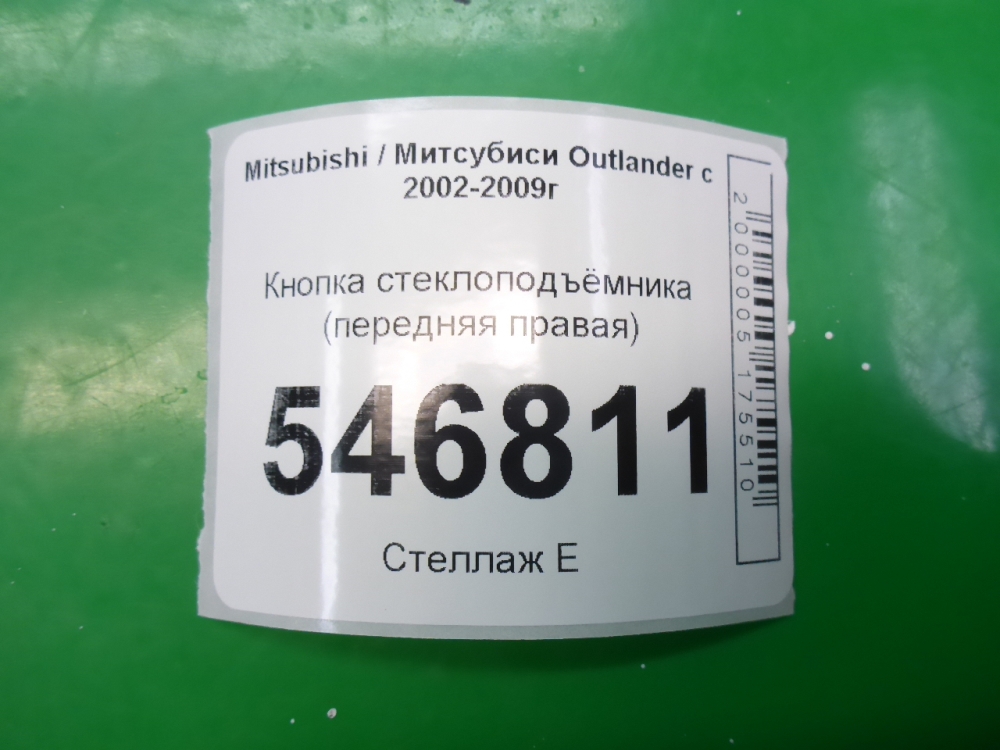 Mitsubishi / Митсубиси Outlander с
2002-2009г
Кнопка стеклоподъёмника
(передняя правая)
546811
Стеллаж Е
2000005175510